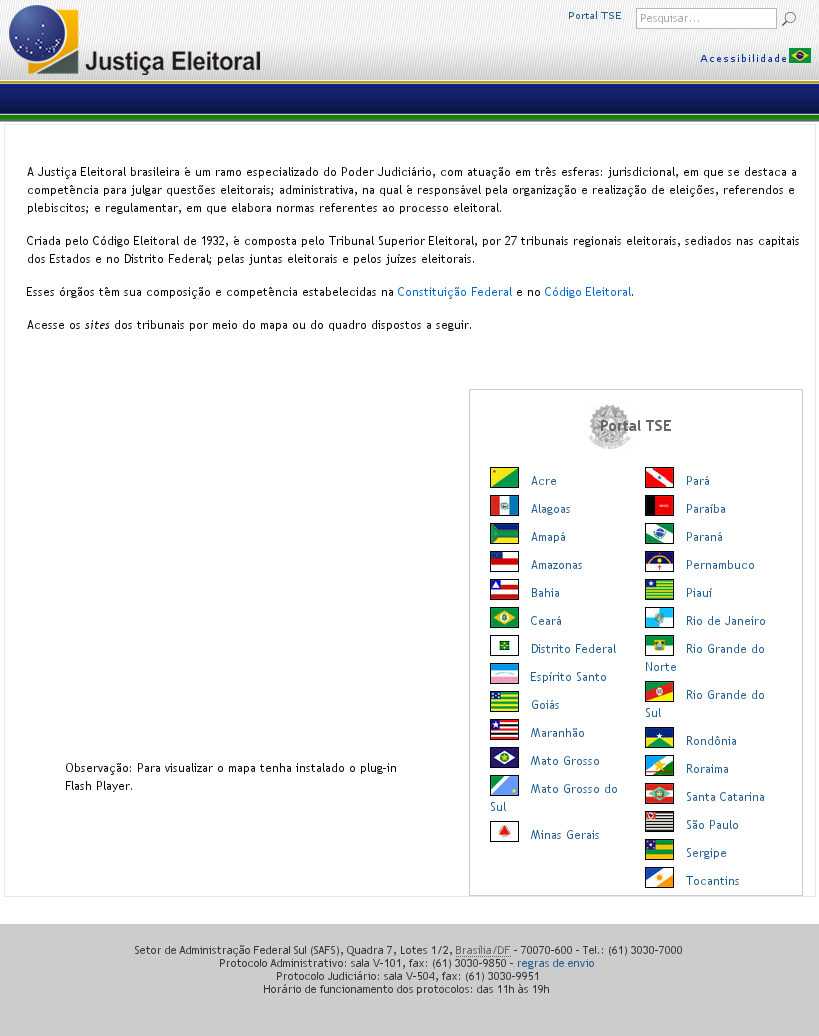 Portal TSE
Pesquisar...
Justiça Eleitoral
Acessibilidade
A Justiça Eleitoral brasileira é um ramo especializado do Poder Judiciário, com atuação em três esferas: jurisdicional, em que se destaca a
competência para julgar questões eleitorais; administrativa, na qual é responsável pela organização e realização de eleições, referendos e
plebiscitos; e regulamentar, em que elabora normas referentes ao processo eleitoral.
Criada pelo Código Eleitoral de 1932, é composta pelo Tribunal Superior Eleitoral, por 27 tribunais regionais eleitorais, sediados nas capitais
dos Estados e no Distrito Federal; pelas juntas eleitorais e pelos juízes eleitorais.
Esses órgãos têm sua composição e competência estabelecidas na Constituição Federal e no Código Eleitoral.
Acesse os sites dos tribunais por meio do mapa ou do quadro dispostos a seguir.
Observação: Para visualizar o mapa tenha instalado o plug-in
Flash Player.
Portal TSE
Acre
Alagoas
Amapá
Amazonas
Bahia
Ceará
Distrito Federal
Espírito Santo
Goiás
Maranhão
Mato Grosso
Mato Grosso do
Sul
Minas Gerais
Pará
Paraíba
Paraná
Pernambuco
Piauí
Rio de Janeiro
Rio Grande do
Norte
Rio Grande do
Sul
Rondônia
Roraima
Santa Catarina
São Paulo
Sergipe
Tocantins
Setor de Administração Federal Sul (SAFS), Quadra 7, Lotes 1/2, Brasília/DF - 70070-600 - Tel.: (61) 3030-7000
Protocolo Administrativo: sala V-101, fax: (61) 3030-9850 - regras de envio
Protocolo Judiciário: sala V-504, fax: (61) 3030-9951
Horário de funcionamento dos protocolos: das 11h às 19h